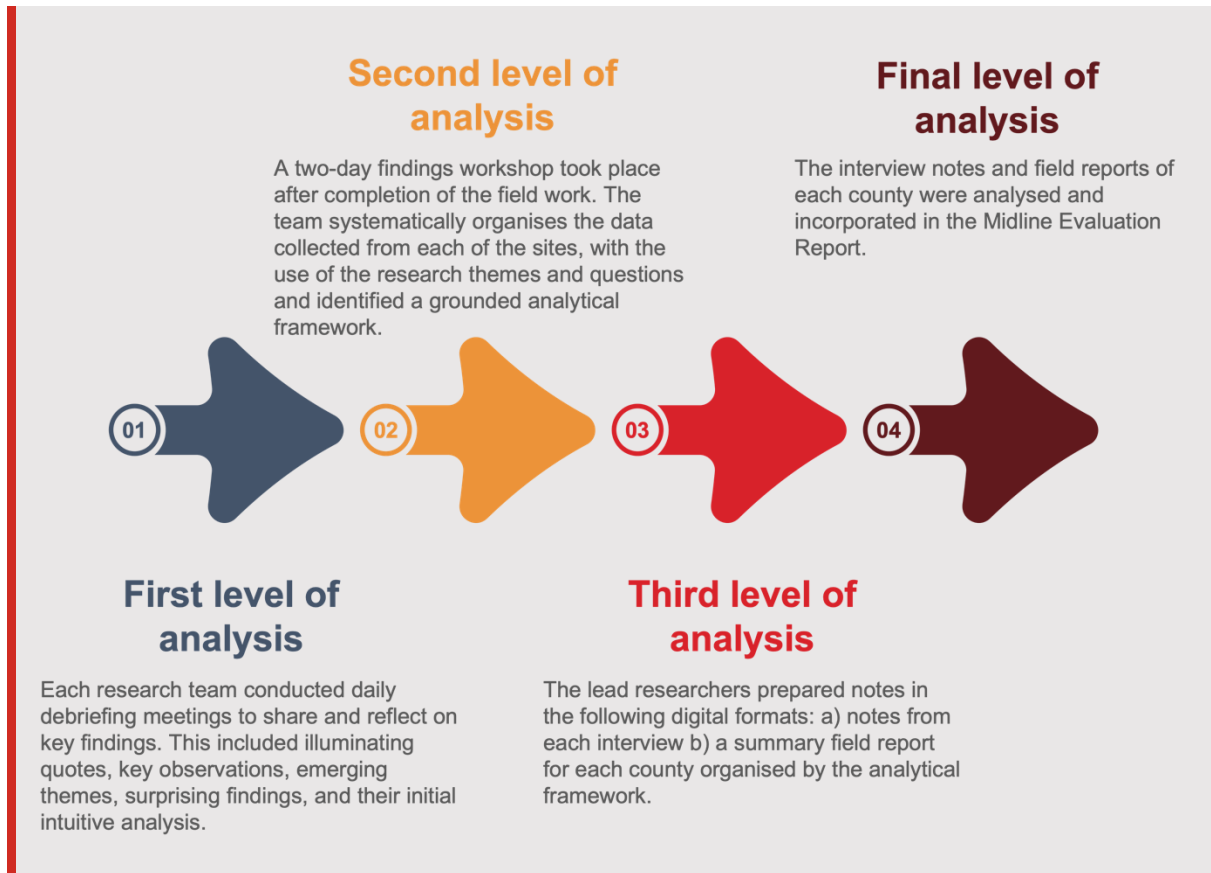 Second level of
analysis
A two-day findings workshop took place
after completion of the field work. The
team systematically organises the data
collected from each of the sites, with the
use of the research themes and questions
and identified a grounded analytical
framework.
Final level of
analysis
The interview notes and field reports of
each county were analysed and
incorporated in the Midline Evaluation
Report.
01
02
03
04
First level of
analysis
Each research team conducted daily
debriefing meetings to share and reflect on
key findings. This included illuminating
quotes, key observations, emerging
themes, surprising findings, and their initial
intuitive analysis.
Third level of
analysis
The lead researchers prepared notes in
the following digital formats: a) notes from
each interview b) a summary field report
for each county organised by the analytical
framework.